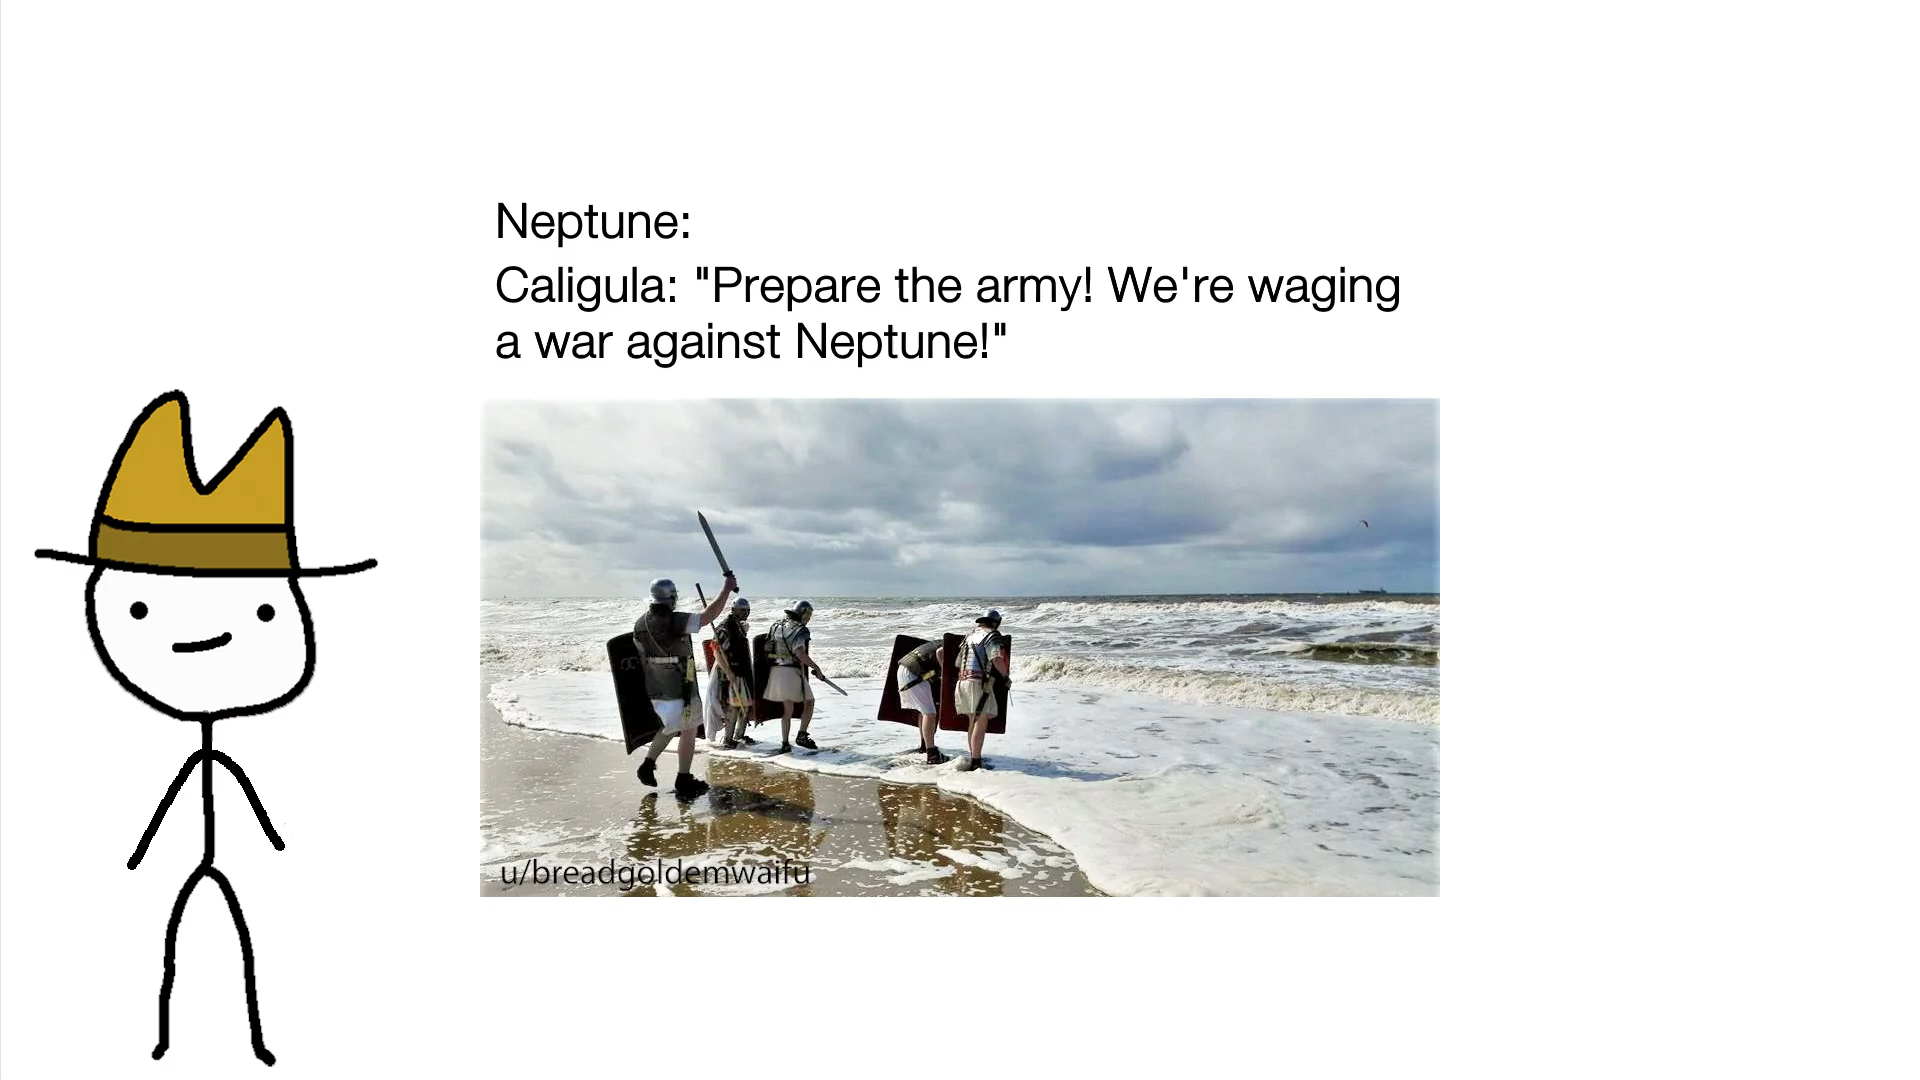 Neptune:
Caligula: "Prepare the army! We're waging
a war against Neptune!"
u/breadgoldemwaifu